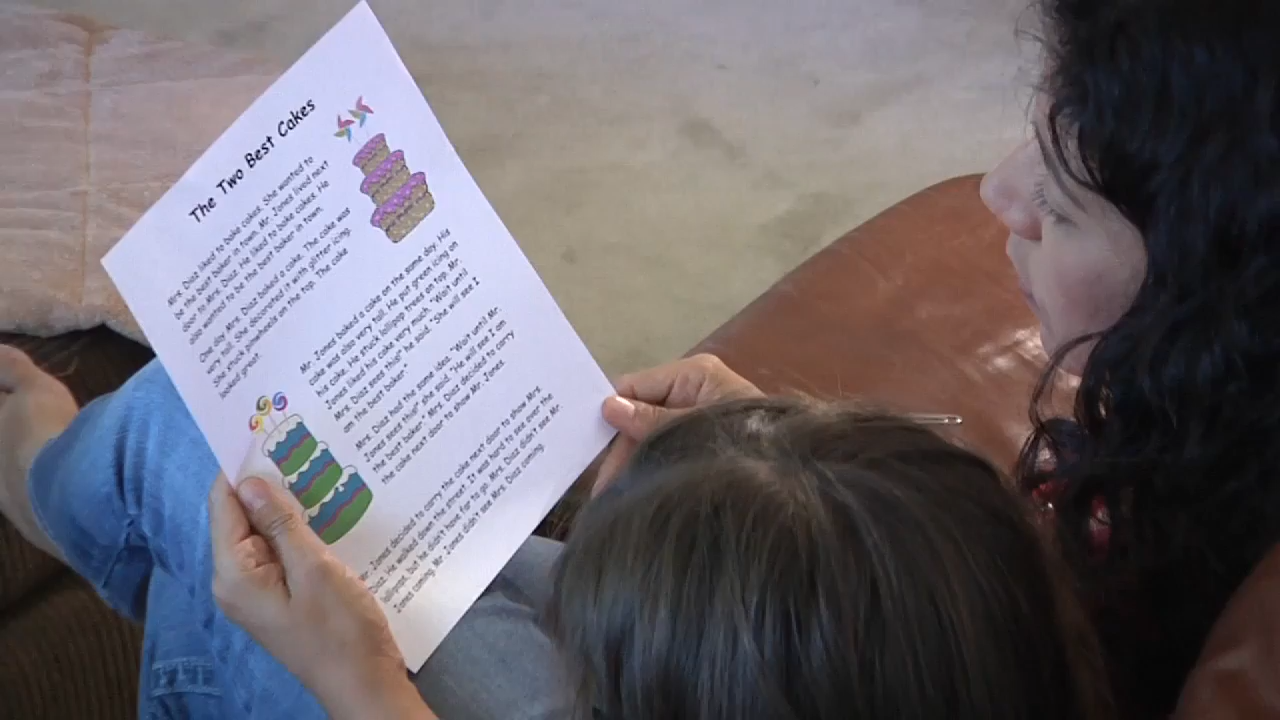 The Two Best Cakes
Mrs. Diaz liked to bake cakes. She wanted to
be the best baker in town. Mr. Jones lived next
door to Mrs. Diaz. He liked to bake cakes. He
also wanted to be the best baker in town.
One day Mrs. Diaz baked a cake. The cake was
very tall. She decorated it with glitter icing.
She stuck pinwheels on the top. The cake
looked great.
Mr. Jones baked a cake on the same day. His
cake was also very tall. He put green icing on
his cake. He stuck lollipop trees on top. Mr.
Jones liked his cake very much. "Wait until
Mrs. Diaz sees this!" he said. "She will see I
am the best baker."
Mrs. Diaz had the same idea. "Wait until Mr.
Jones sees this!" she said. "He will see I am
the best baker". Mrs. Diaz decided to carry
the cake next door to show Mr. Jones.
Jones decided to carry the cake next door to show Mrs.
Diaz. He walked down the street. It was hard to see over the
lollipops, but he didn't have far to go. Mrs. Diaz didn't see Mr.
Jones coming. Mr. Jones didn't see Mrs. Diaz coming.